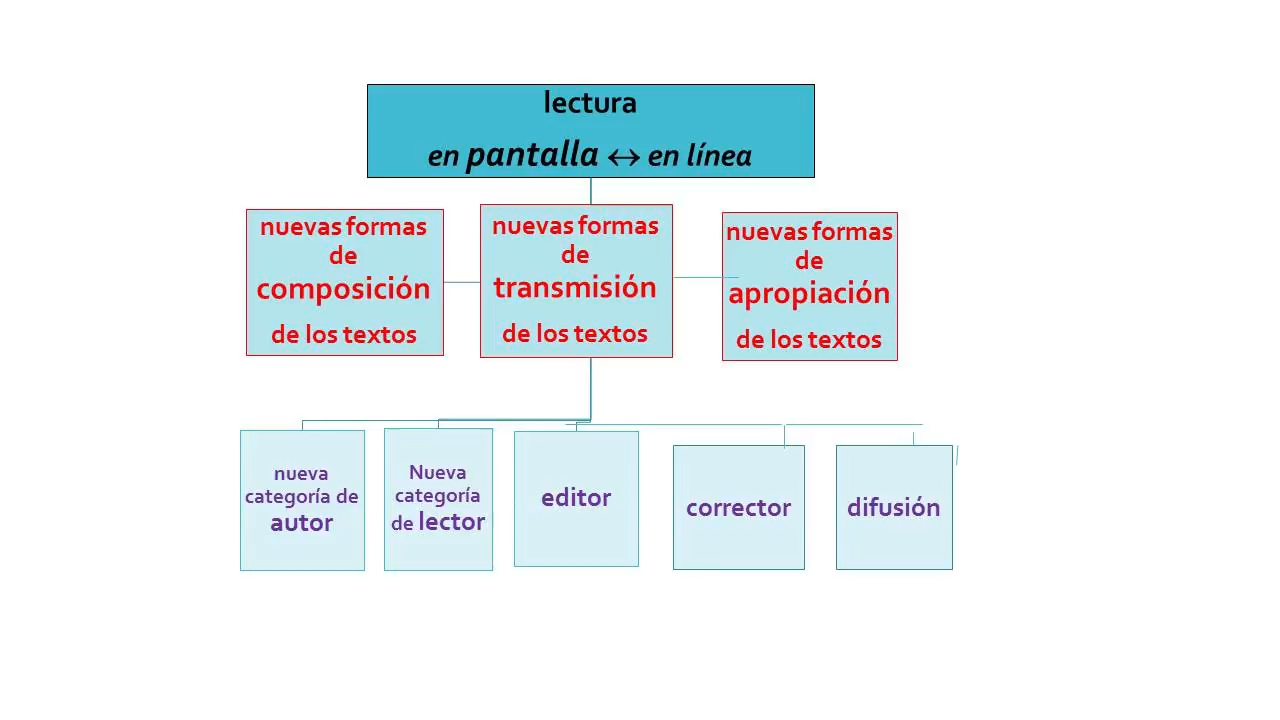 lectura
en pantalla ↔ en línea
nuevas formas
de
composición
de los textos
nuevas formas
de
transmisión
de los textos
nuevas formas
de
apropiación
de los textos
nueva
categoría de
autor
Nueva
categoría
de lector
editor
corrector
difusión